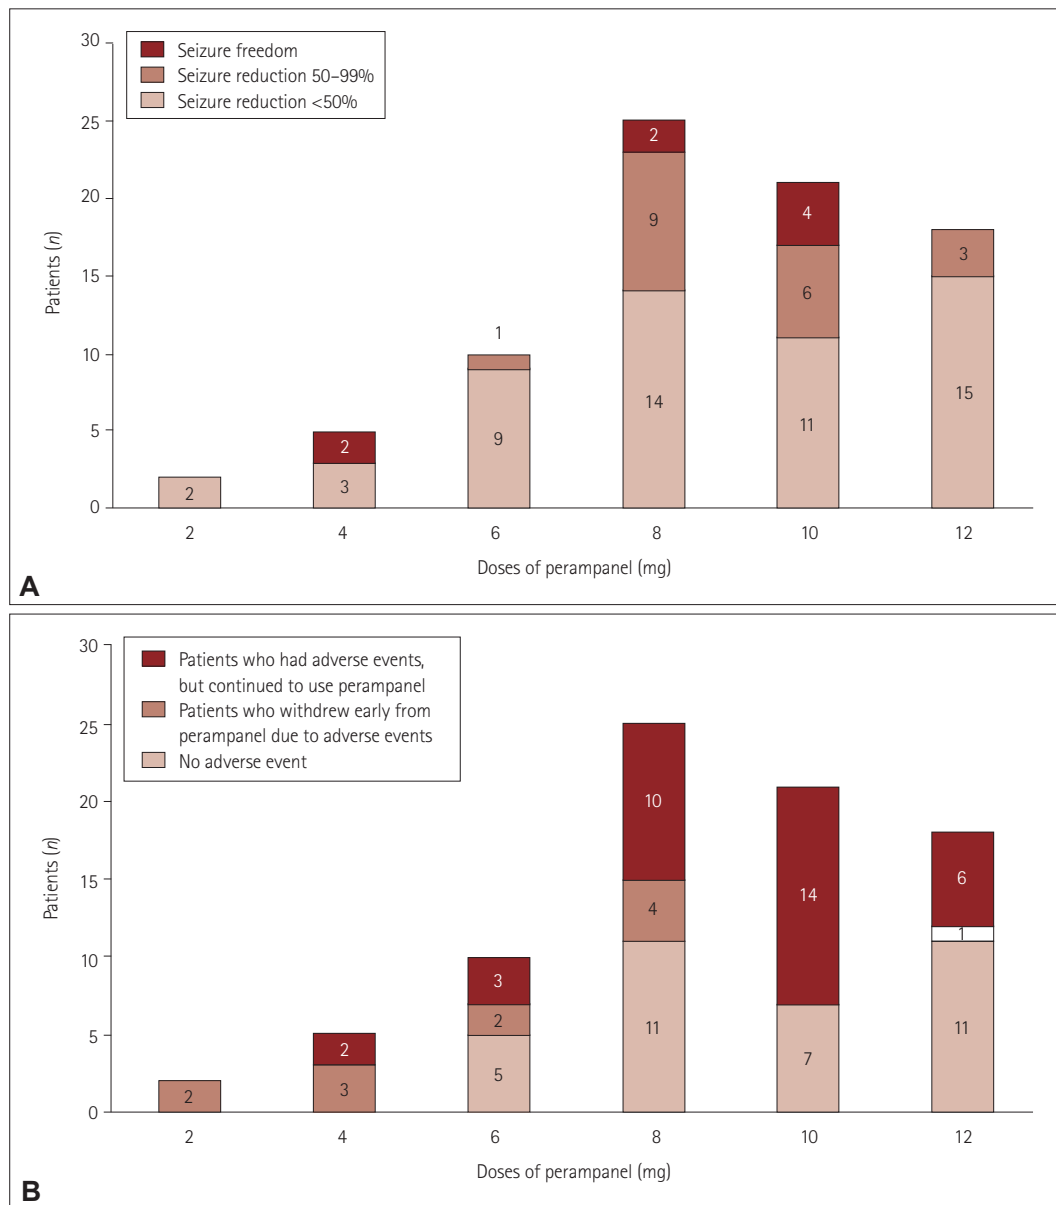 30
25
20
15
10
5
0
Patients (n)
Seizure freedom
Seizure reduction 50–99%
Seizure reduction <50%
2
2
3
1
9
2
9
14
4
6
11
3
15
2 4 6 8 10 12
Doses of perampanel (mg)
A
30
25
20
15
10
5
0
Patients (n)
Patients who had adverse events,
but continued to use perampanel
Patients who withdrew early from
perampanel due to adverse events
No adverse event
2
2
3
3
2
5
10
4
11
14
7
6
1
11
2 4 6 8 10 12
Doses of perampanel (mg)
B